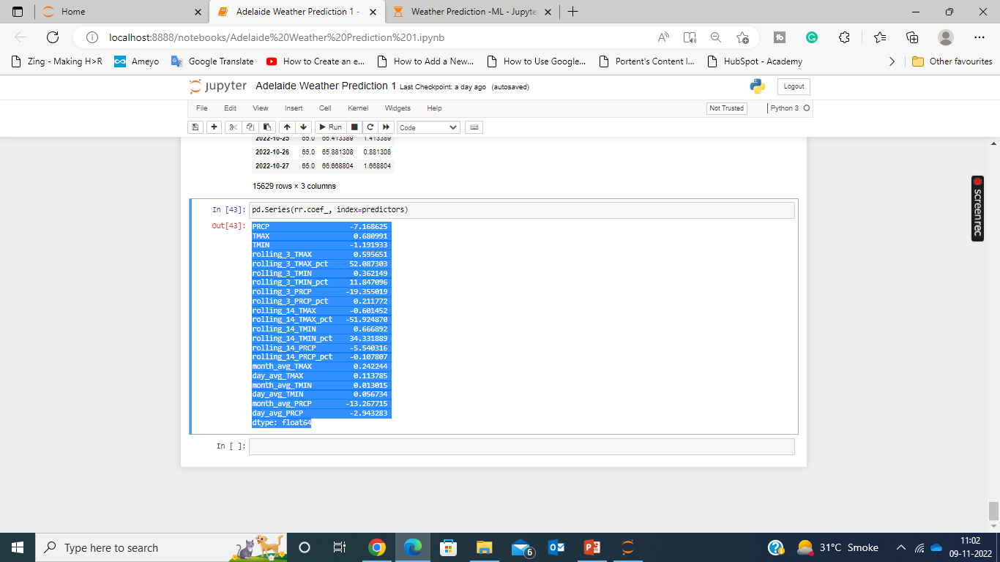 Home
Adelaide Weather Prediction 1 -
Weather Prediction -ML - Jupyte
localhost:8888/notebooks/Adelaide%20Weather%20Prediction%201.ipynb
Zing - Making H>R
Ameyo
Google Translate
How to Create an e...
How to Add a New...
How to Use Google...
Portent's Content I...
HubSpot - Academy
Other favourites
jupyter Adelaide Weather Prediction 1 Last Checkpoint: a day ago (autosaved)
Logout
File Edit View Insert Cell Kernel Widgets Help
Not Trusted
Python 3
Run
Code
2022-10-25 65.0 66.413389 1.413389
2022-10-26 65.0 65.881308 0.881308
2022-10-27 65.0 66.668804 1.668804
15629 rows × 3 columns
In [43]: pd.Series(rr.coef_, index=predictors)
Out[43]: PRCP -7.168625
TMAX 0.680991
TMIN -1.191933
rolling_3_TMAX 0.595651
rolling_3_TMAX_pct 52.087303
rolling_3_TMIN 0.362149
rolling_3_TMIN_pct 11.847096
rolling_3_PRCP -19.355019
rolling_3_PRCP_pct 0.211772
rolling_14_TMAX -0.601452
rolling_14_TMAX_pct -51.924870
rolling_14_TMIN 0.666892
rolling_14_TMIN_pct 34.331889
rolling_14_PRCP -5.540316
rolling_14_PRCP_pct -0.107807
month_avg_TMAX 0.242244
day_avg_TMAX 0.113785
month_avg_TMIN 0.013015
day_avg_TMIN 0.056734
month_avg_PRCP -13.267715
day_avg_PRCP -2.943283
dtype: float64
In [ ]:
screenrec
Type here to search
6
31°C Smoke
11:02
09-11-2022